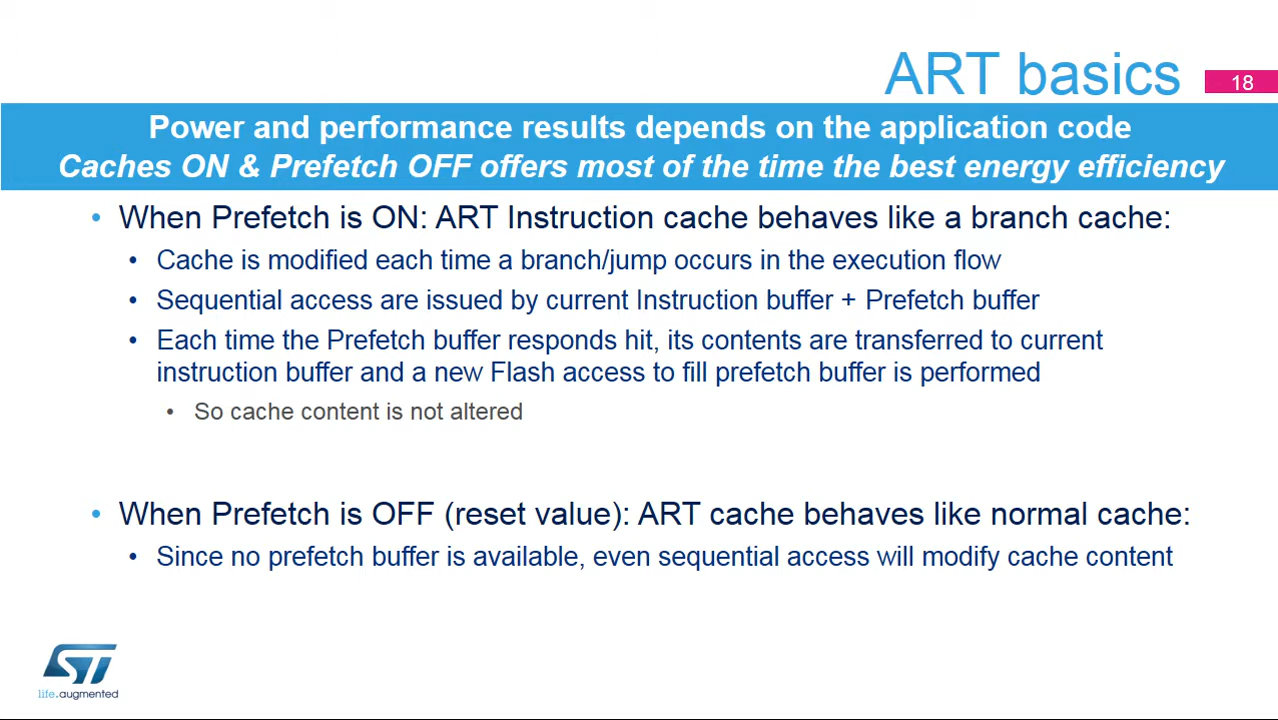 ART basics
18
Power and performance results depends on the application code
Caches ON & Prefetch OFF offers most of the time the best energy efficiency
• When Prefetch is ON: ART Instruction cache behaves like a branch cache:
• Cache is modified each time a branch/jump occurs in the execution flow
• Sequential access are issued by current Instruction buffer + Prefetch buffer
• Each time the Prefetch buffer responds hit, its contents are transferred to current
instruction buffer and a new Flash access to fill prefetch buffer is performed
• So cache content is not altered
• When Prefetch is OFF (reset value): ART cache behaves like normal cache:
• Since no prefetch buffer is available, even sequential access will modify cache content
ST
life.augmented